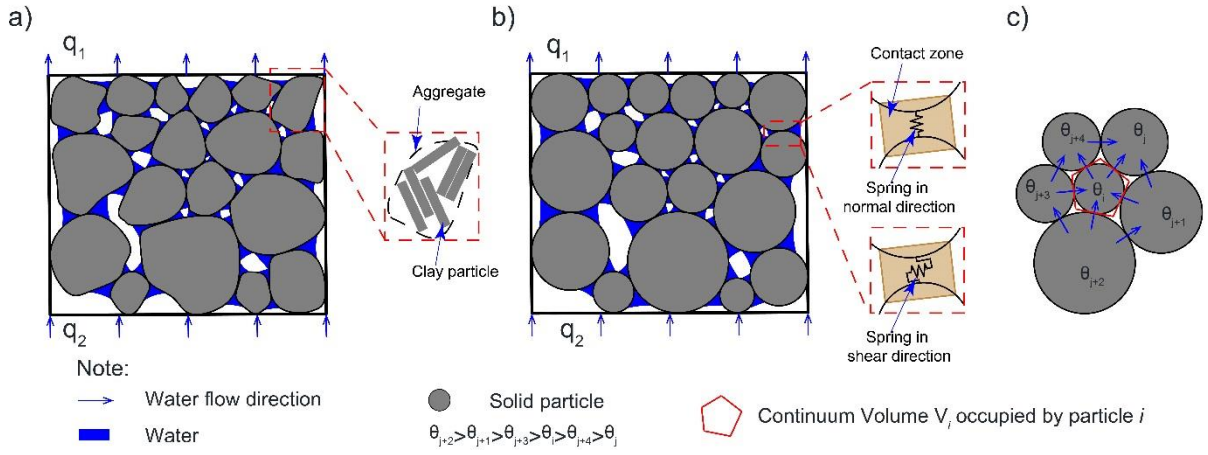 a)
q₁
Aggregate
Clay particle
q₂
b)
q₁
Contact zone
Spring in
normal direction
Spring in
shear direction
q₂
c)
θⱼ₊₄
θⱼ
θⱼ₊₃
θᵢ
θⱼ₊₁
θⱼ₊₂
Note:
Water flow direction
Water
Solid particle
θⱼ₊₂>θⱼ₊₁>θⱼ₊₃>θᵢ>θⱼ₊₄>θⱼ
Continuum Volume Vᵢ occupied by particle i